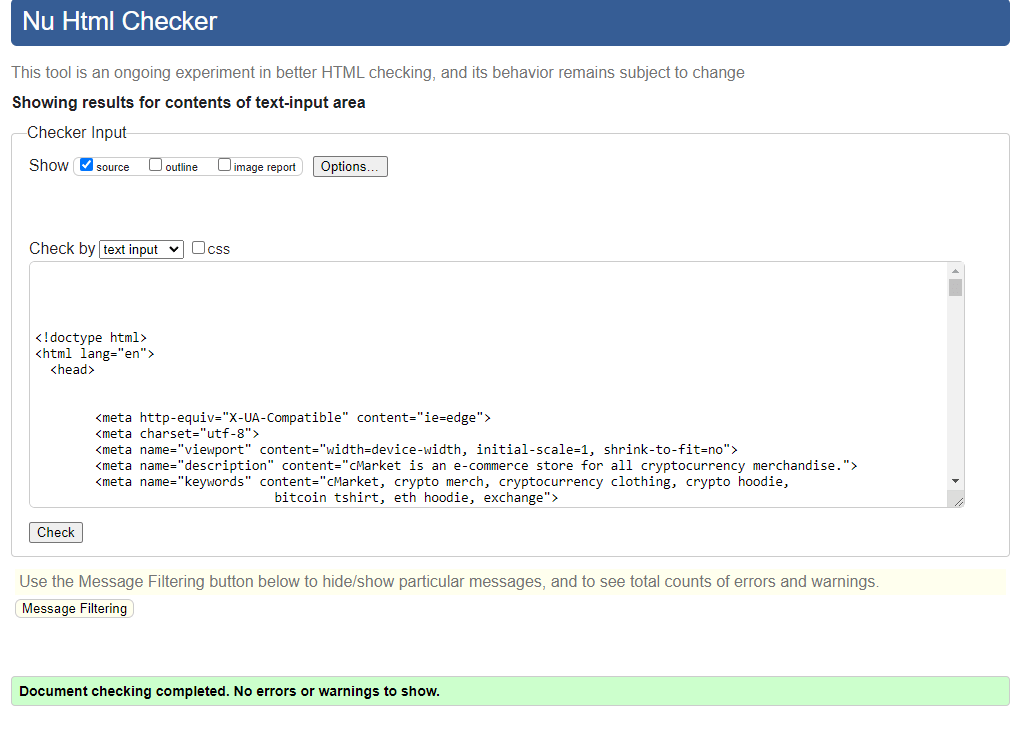 Nu Html Checker
This tool is an ongoing experiment in better HTML checking, and its behavior remains subject to change
Showing results for contents of text-input area
Checker Input
Show source outline image report Options...
Check by text input css
<!doctype html>
<html lang="en">
<head>
<meta http-equiv="X-UA-Compatible" content="ie=edge">
<meta charset="utf-8">
<meta name="viewport" content="width=device-width, initial-scale=1, shrink-to-fit=no">
<meta name="description" content="cMarket is an e-commerce store for all cryptocurrency merchandise.">
<meta name="keywords" content="cMarket, crypto merch, cryptocurrency clothing, crypto hoodie,
bitcoin tshirt, eth hoodie, exchange">
Check
Use the Message Filtering button below to hide/show particular messages, and to see total counts of errors and warnings.
Message Filtering
Document checking completed. No errors or warnings to show.